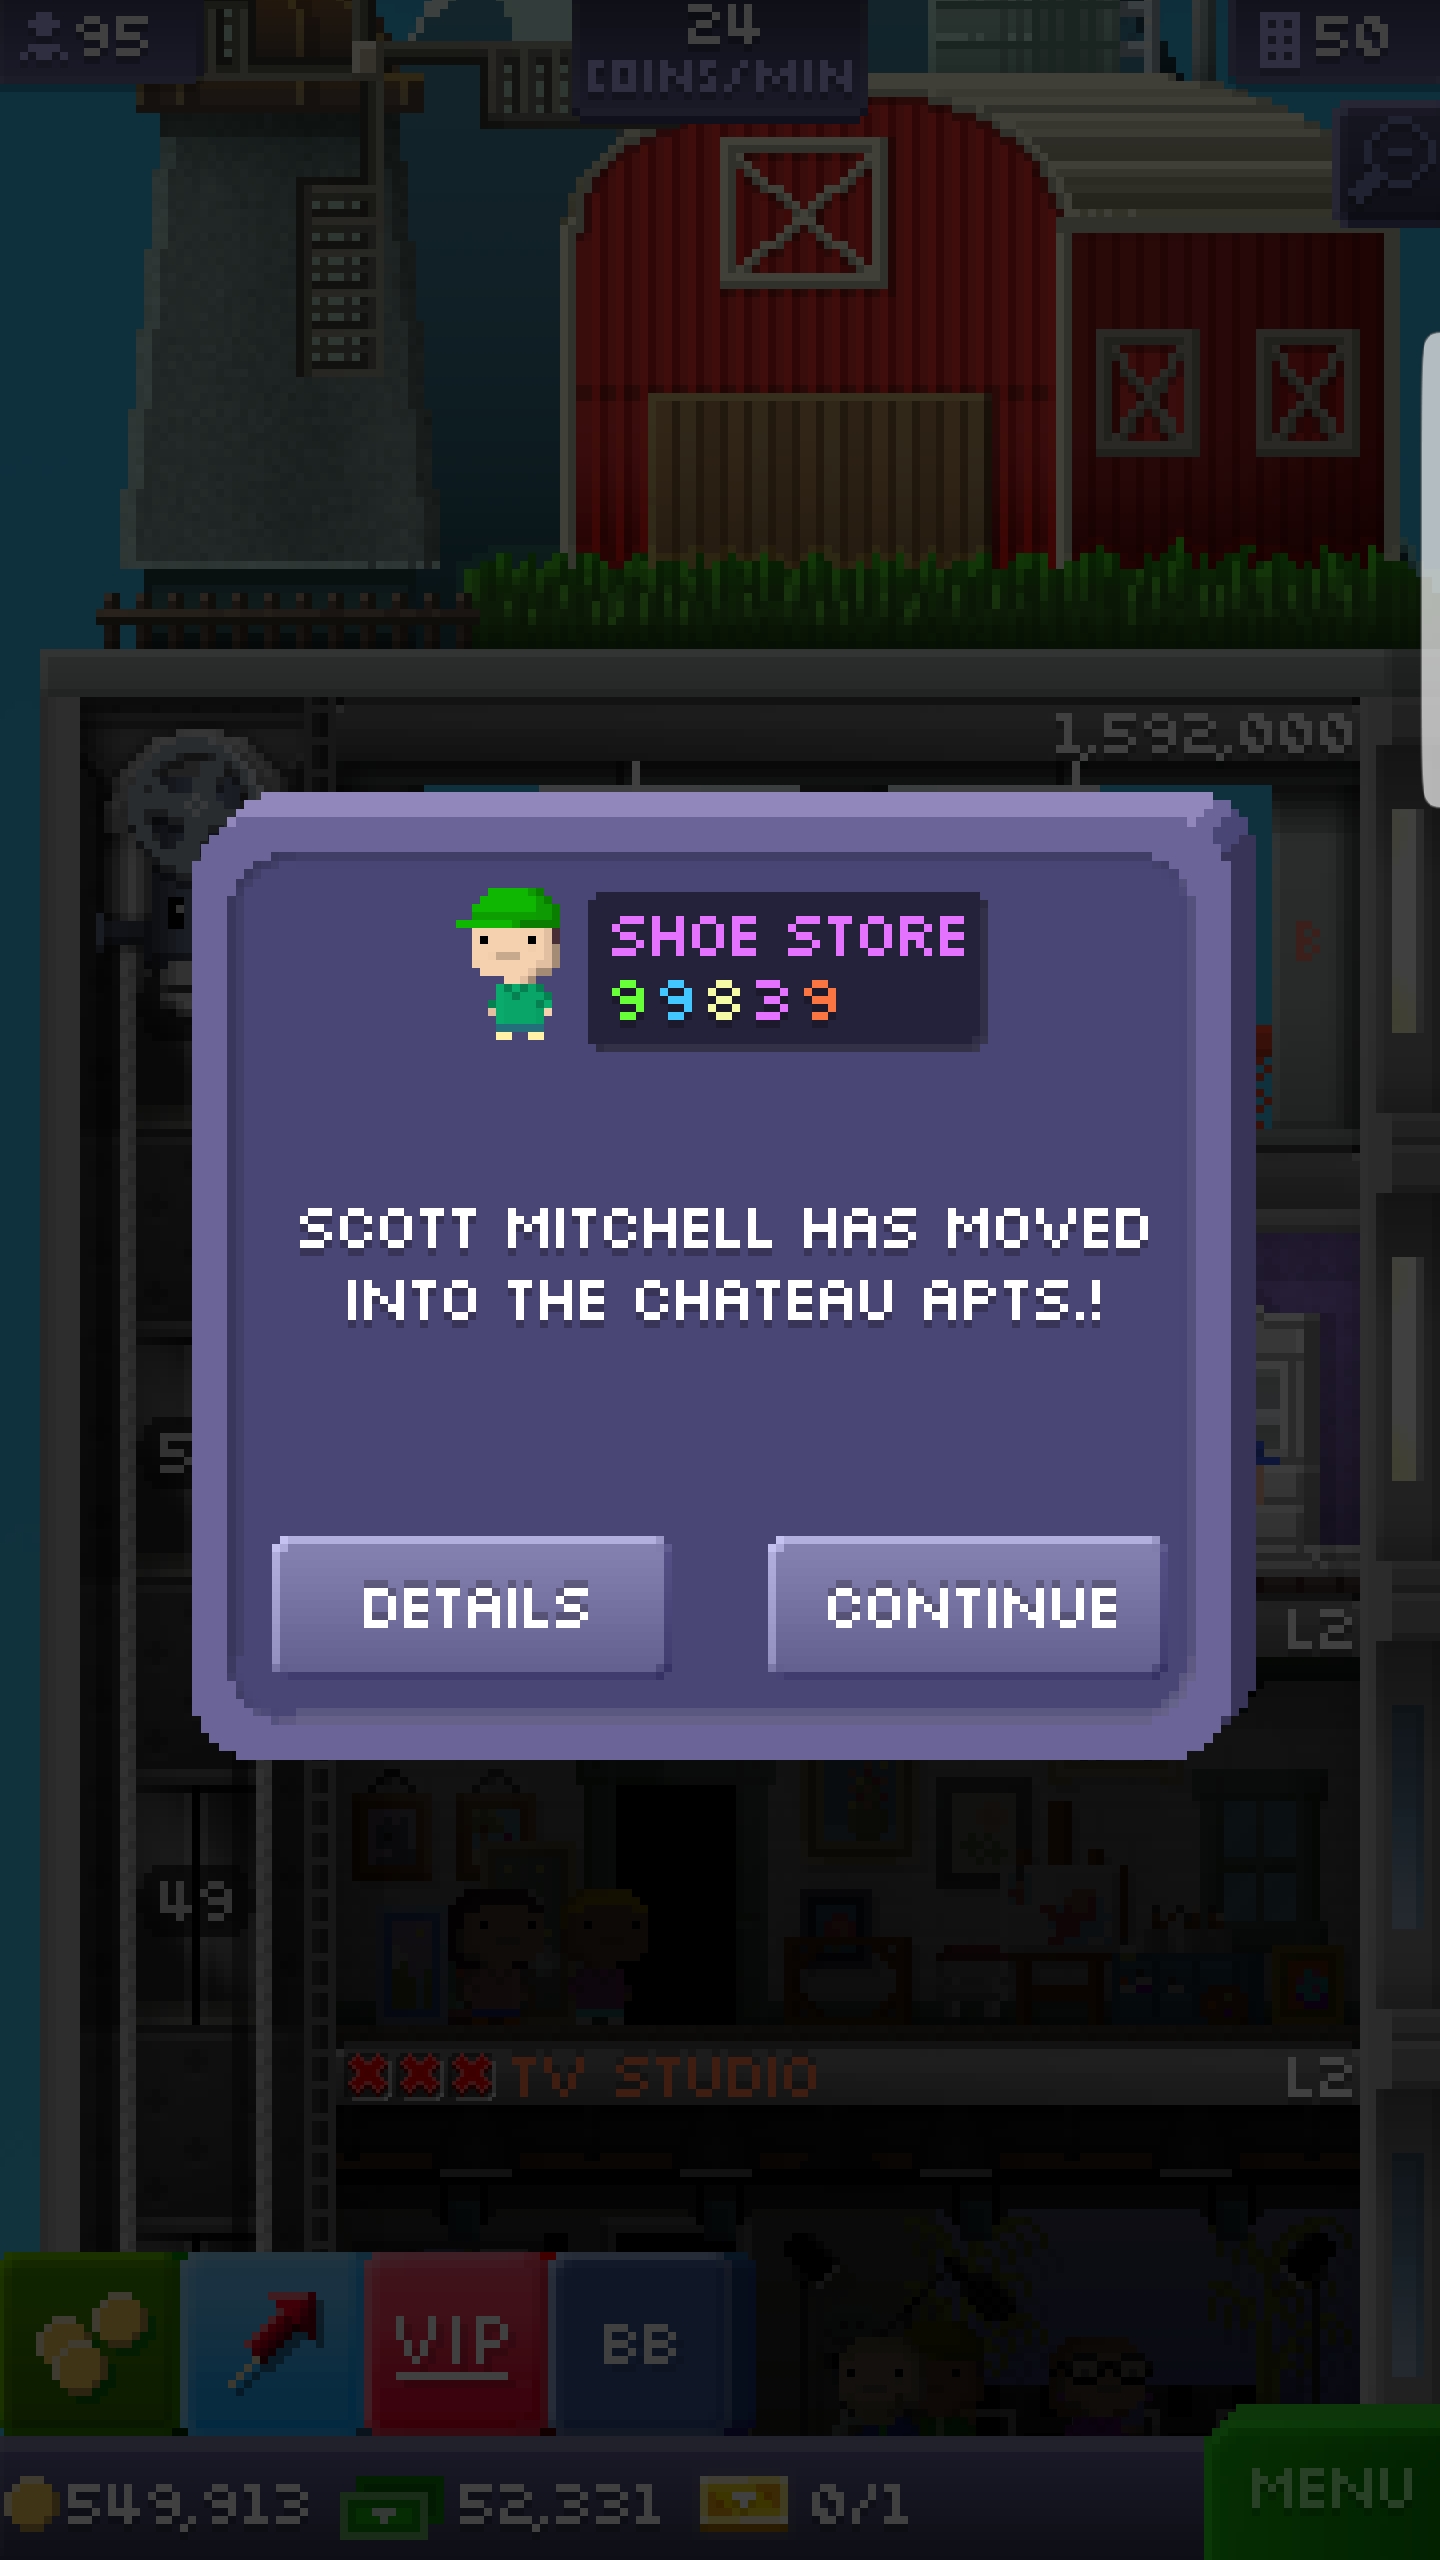 95
24
COINS/MIN
50
1,592,000
B
SHOE STORE
99839
SCOTT MITCHELL HAS MOVED
INTO THE CHATEAU APTS.!
DETAILS
CONTINUE
L2
49
TV STUDIO
L2
VIP
BB
549,913
52,331
0/1
MENU